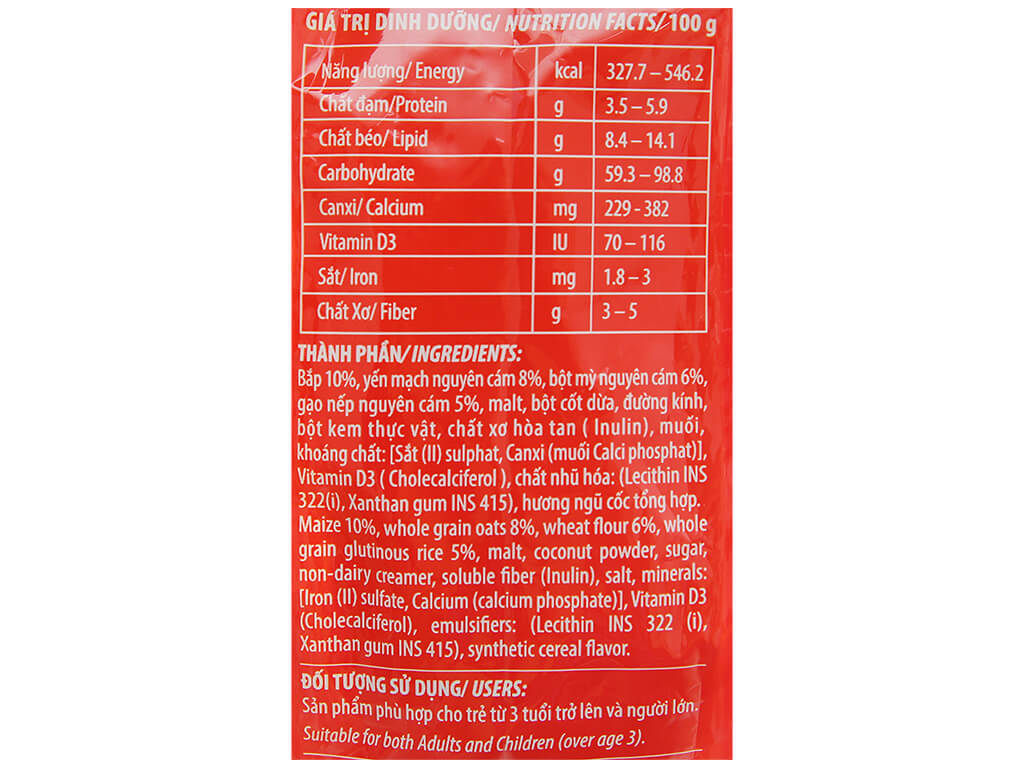 GIÁ TRỊ DINH DƯỠNG/ NUTRITION FACTS/ 100 g
Năng lượng/ Energy kcal 327.7 – 546.2
Chất đạm/Protein g 3.5 – 5.9
Chất béo/ Lipid g 8.4 – 14.1
Carbohydrate g 59.3 – 98.8
Canxi/ Calcium mg 229 - 382
Vitamin D3 IU 70 – 116
Sắt/ Iron mg 1.8 – 3
Chất Xơ/ Fiber g 3 – 5
THÀNH PHẦN/ INGREDIENTS:
Bắp 10%, yến mạch nguyên cám 8%, bột mỳ nguyên cám 6%,
gạo nếp nguyên cám 5%, malt, bột cốt dừa, đường kính,
bột kem thực vật, chất xơ hòa tan ( Inulin), muối,
khoáng chất: [Sắt (II) sulphat, Canxi (muối Calci phosphat)],
Vitamin D3 ( Cholecalciferol ), chất nhũ hóa: (Lecithin INS
322(i), Xanthan gum INS 415), hương ngũ cốc tổng hợp.
Maize 10%, whole grain oats 8%, wheat flour 6%, whole
grain glutinous rice 5%, malt, coconut powder, sugar,
non-dairy creamer, soluble fiber (Inulin), salt, minerals:
[Iron (II) sulfate, Calcium (calcium phosphate)], Vitamin D3
(Cholecalciferol), emulsifiers: (Lecithin INS 322 (i),
Xanthan gum INS 415), synthetic cereal flavor.
ĐỐI TƯỢNG SỬ DỤNG/ USERS:
Sản phẩm phù hợp cho trẻ từ 3 tuổi trở lên và người lớn.
Suitable for both Adults and Children (over age 3).